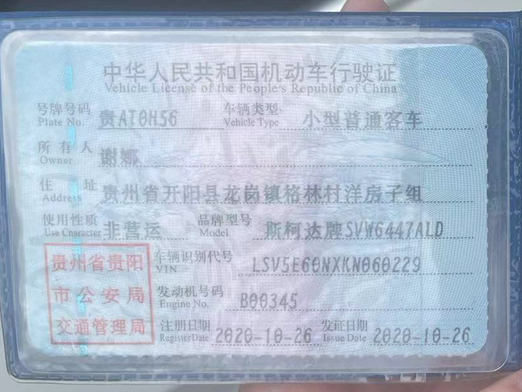 中华人民共和国机动车行驶证
Vehicle License of the People's Republic of China
号牌号码 贵AT0H56 车辆类型 小型普通客车
Plate No. Vehicle Type
所有人 谢娜
Owner
住址 贵州省开阳县龙岗镇格林村洋房子组
Address
使用性质 非营运 品牌型号 斯柯达牌SVW6447ALD
Use Character Model
贵州省贵阳
市公安局
交通管理局
车辆识别代号 LSV5E60NXKN060229
VIN
发动机号码 B00345
Engine No.
注册日期 2020-10-26 发证日期 2020-10-26
Register Date Issue Date